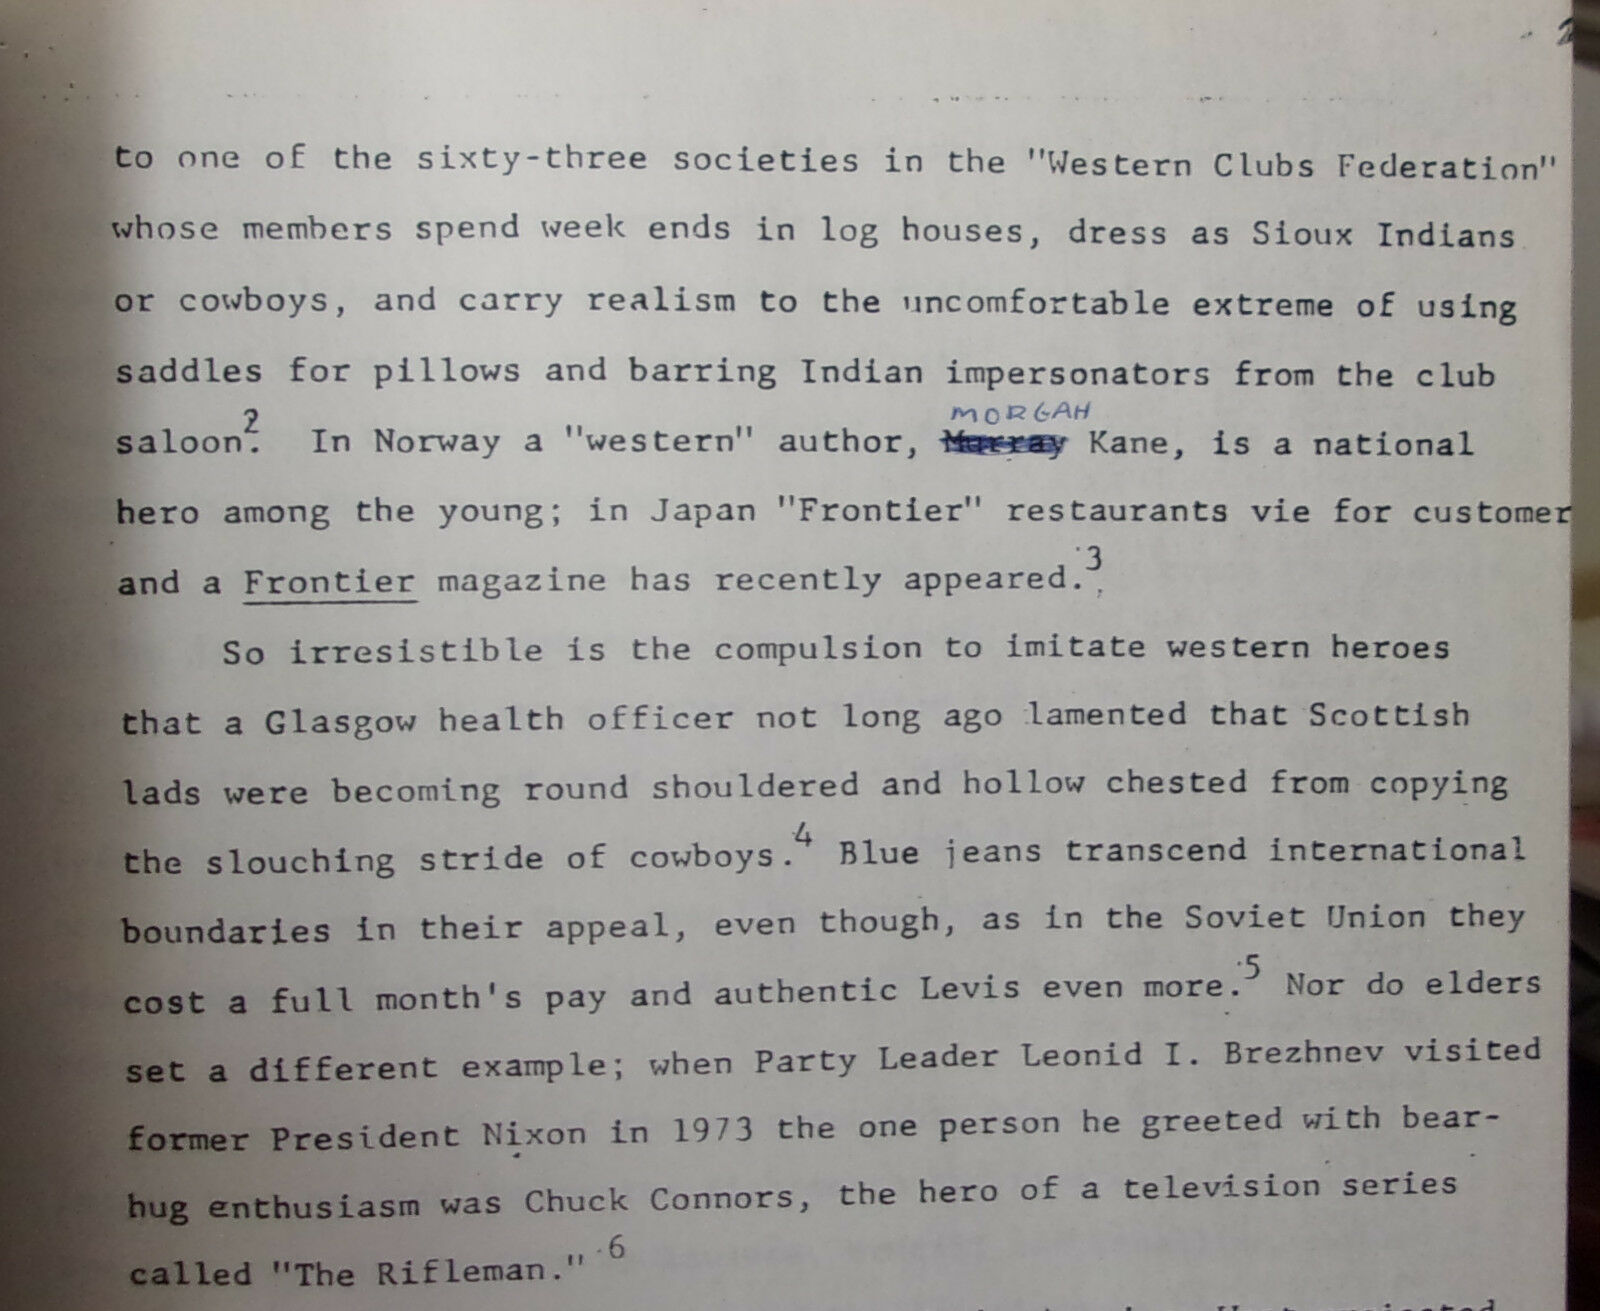 2
to one of the sixty-three societies in the "Western Clubs Federation"
whose members spend week ends in log houses, dress as Sioux Indians
or cowboys, and carry realism to the uncomfortable extreme of using
saddles for pillows and barring Indian impersonators from the club
MORGAH
saloon.2 In Norway a "western" author, Murray Kane, is a national
hero among the young; in Japan "Frontier" restaurants vie for customer
and a Frontier magazine has recently appeared.3
So irresistible is the compulsion to imitate western heroes
that a Glasgow health officer not long ago lamented that Scottish
lads were becoming round shouldered and hollow chested from copying
the slouching stride of cowboys.4 Blue jeans transcend international
boundaries in their appeal, even though, as in the Soviet Union they
cost a full month's pay and authentic Levis even more.5 Nor do elders
set a different example; when Party Leader Leonid I. Brezhnev visited
former President Nixon in 1973 the one person he greeted with bear-
hug enthusiasm was Chuck Connors, the hero of a television series
called "The Rifleman." 6